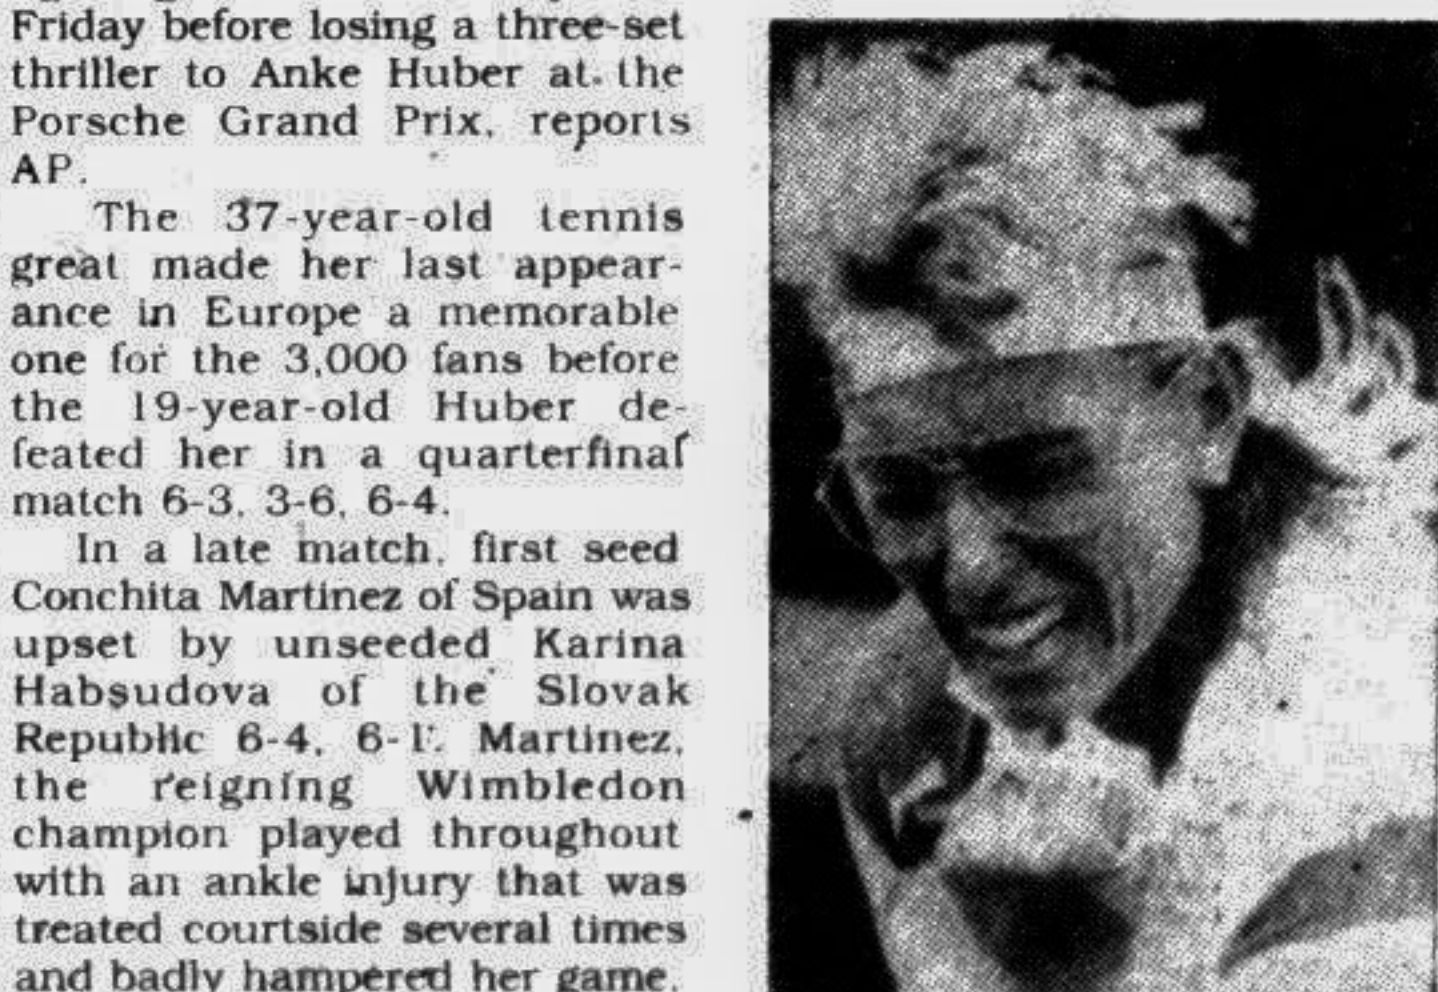 Friday before losing a three-set
thriller to Anke Huber at the
Porsche Grand Prix, reports
AP.
The 37-year-old tennis
great made her last appear-
ance in Europe a memorable
one for the 3,000 fans before
the 19-year-old Huber de-
feated her in a quarterfinal
match 6-3, 3-6, 6-4.
In a late match, first seed
Conchita Martinez of Spain was
upset by unseeded Karina
Habsudova of the Slovak
Republic 6-4, 6-1. Martinez,
the reigning Wimbledon
champion played throughout
with an ankle injury that was
treated courtside several times
and badly hampered her game.